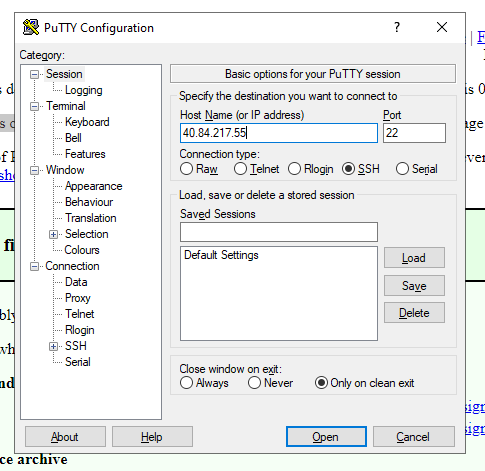 PuTTY Configuration
?
Category:
Session
Logging
Terminal
Keyboard
Bell
Features
Window
Appearance
Behaviour
Translation
Selection
Colours
Connection
Data
Proxy
Telnet
Rlogin
SSH
Serial
Basic options for your PuTTY session
Specify the destination you want to connect to
Host Name (or IP address) Port
40.84.217.55 22
Connection type:
Raw Telnet Rlogin SSH Serial
Load, save or delete a stored session
Saved Sessions
Default Settings
Load
Save
Delete
Close window on exit:
Always Never Only on clean exit
About Help Open Cancel
ce archive